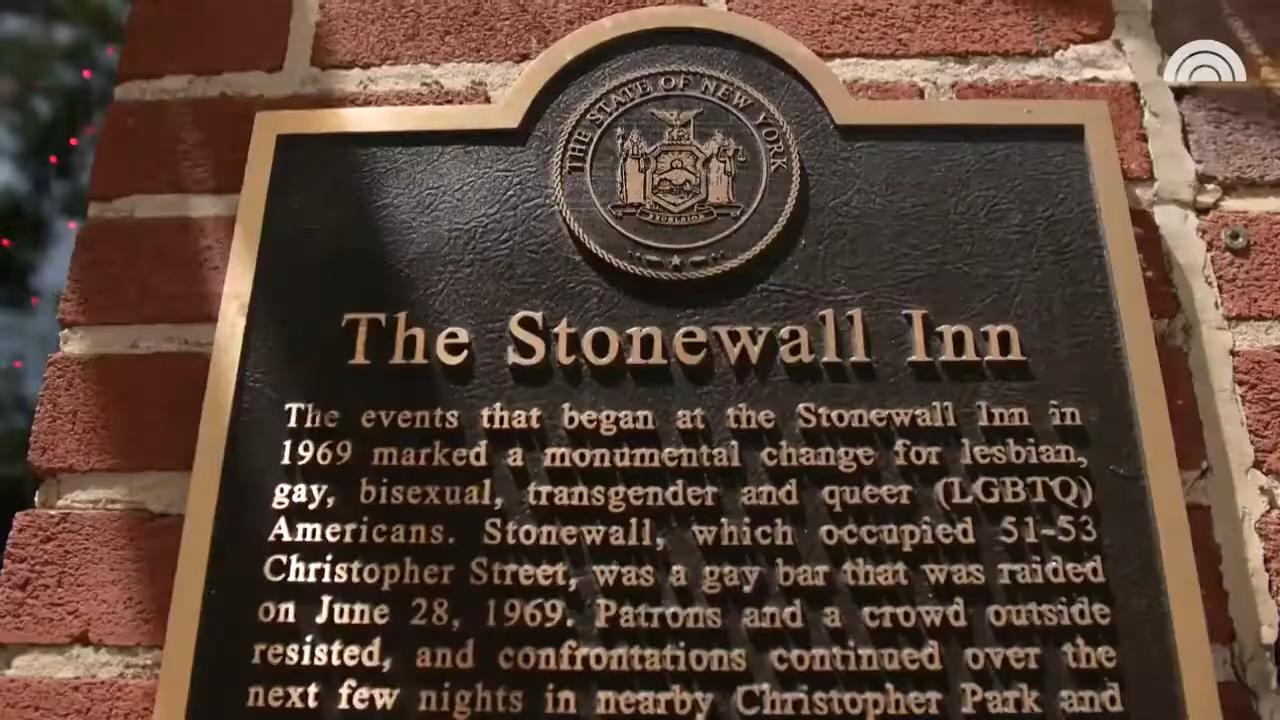 THE STATE OF NEW YORK
EXCELSIOR
The Stonewall Inn
The events that began at the Stonewall Inn in
1969 marked a monumental change for lesbian,
gay, bisexual, transgender and queer (LGBTQ)
Americans. Stonewall, which occupied 51-53
Christopher Street, was a gay bar that was raided
on June 28, 1969. Patrons and a crowd outside
resisted, and confrontations continued over the
next few nights in nearby Christopher Park and